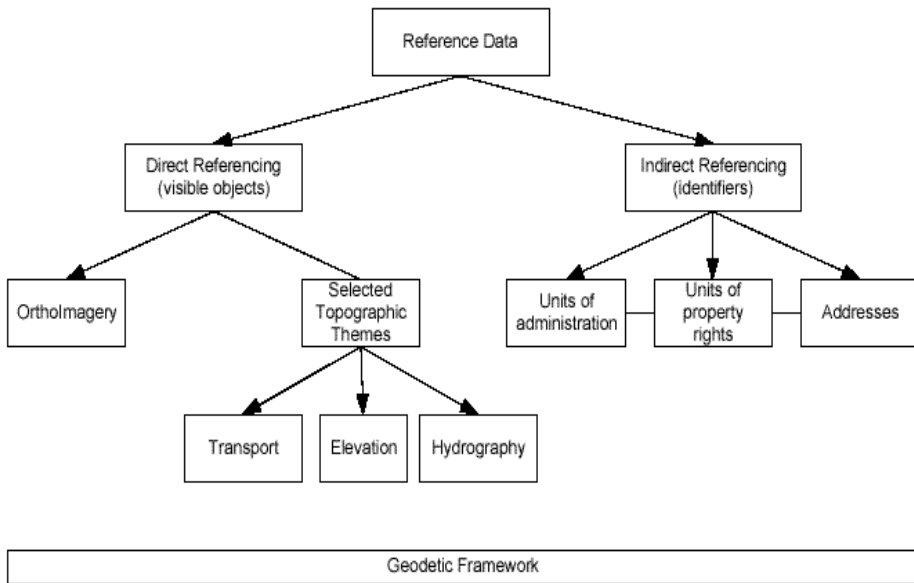 Reference Data
Direct Referencing
(visible objects)
Indirect Referencing
(identifiers)
OrthoImagery
Selected
Topographic
Themes
Units of
administration
Units of
property
rights
Addresses
Transport
Elevation
Hydrography
Geodetic Framework